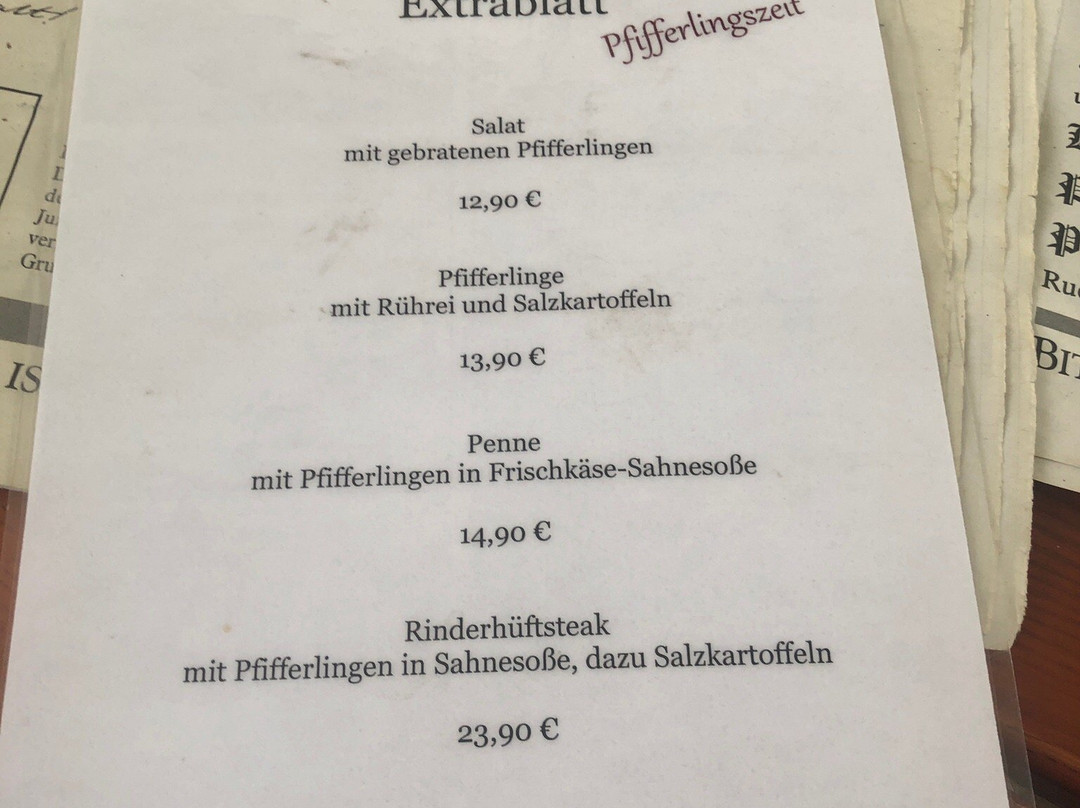 Extrablatt
Pfifferlingszeit
Salat
mit gebratenen Pfifferlingen
12,90 €
Pfifferlinge
mit Rührei und Salzkartoffeln
13,90 €
Penne
mit Pfifferlingen in Frischkäse-Sahnesoße
14,90 €
Rinderhüftsteak
mit Pfifferlingen in Sahnesoße, dazu Salzkartoffeln
23,90 €